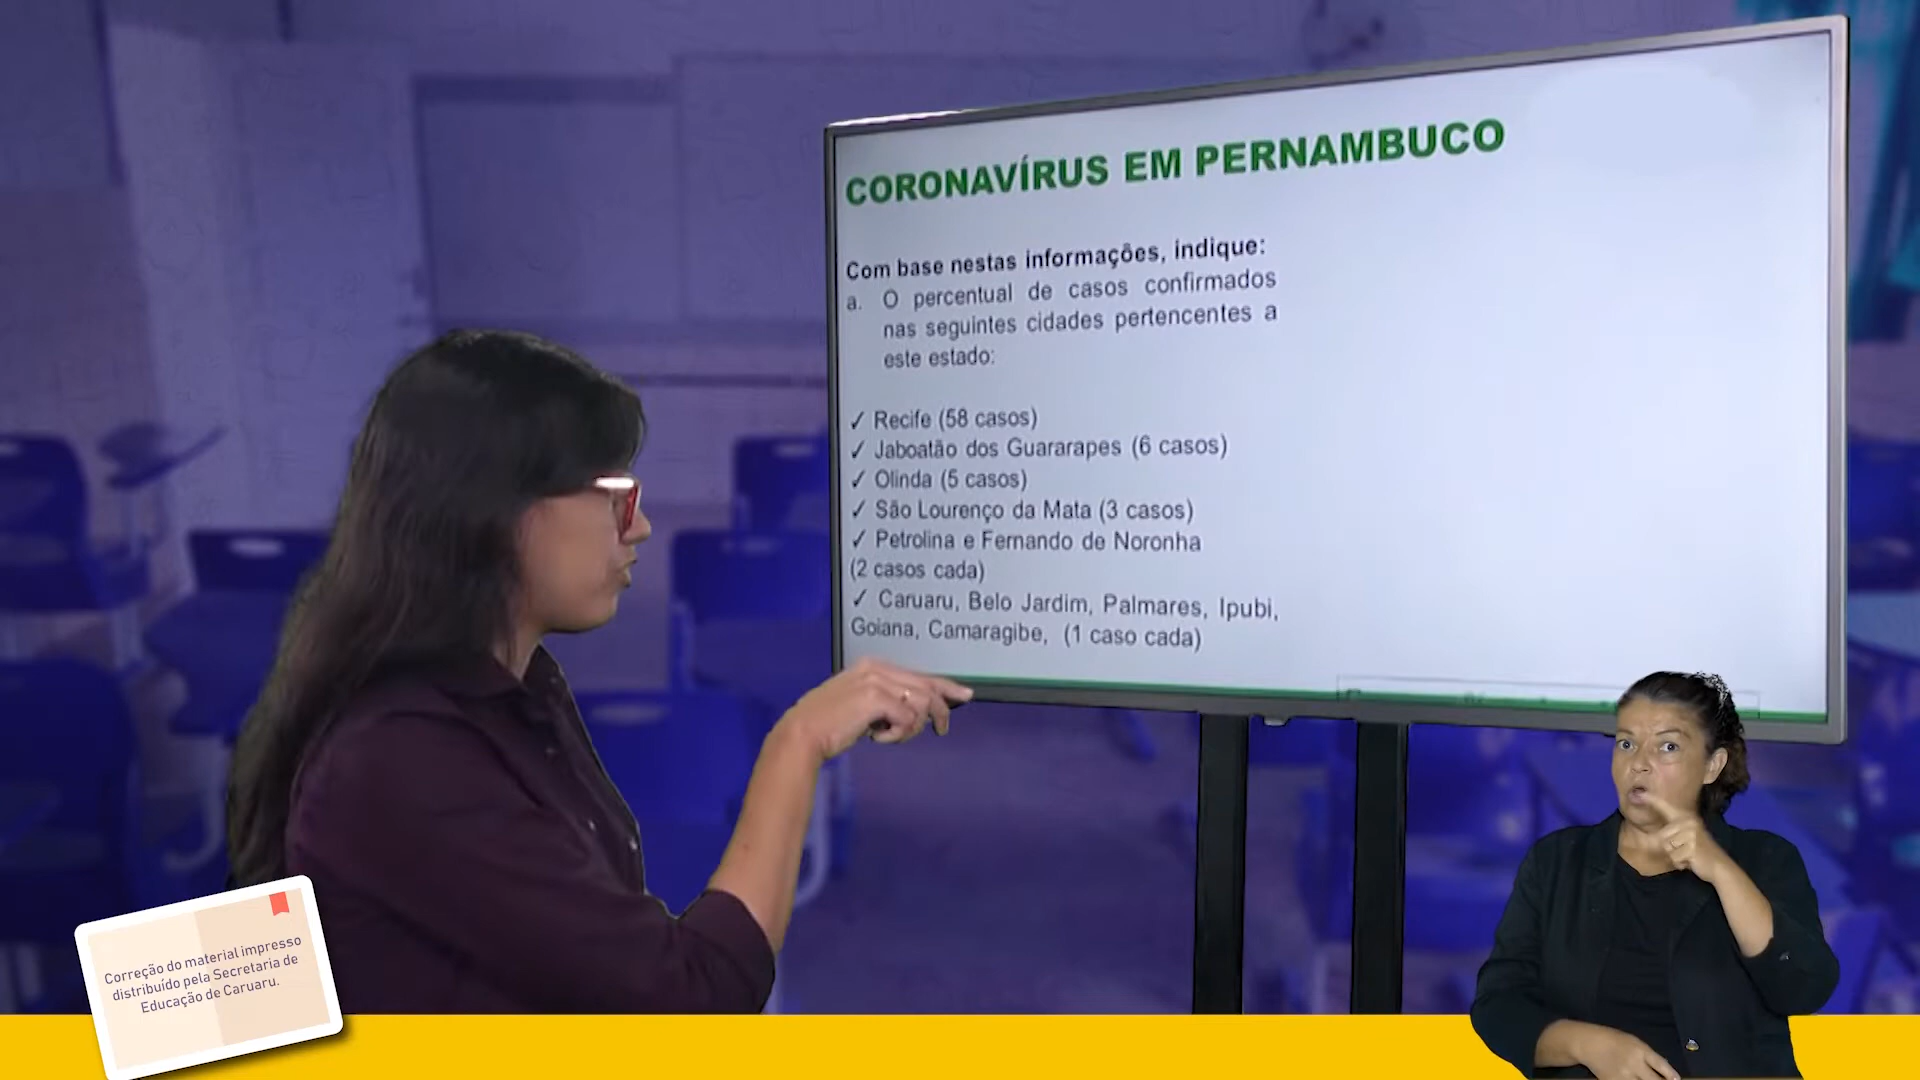 CORONAVÍRUS EM PERNAMBUCO
Com base nestas informações, indique:
a. O percentual de casos confirmados
nas seguintes cidades pertencentes a
este estado:
✓ Recife (58 casos)
✓ Jaboatão dos Guararapes (6 casos)
✓ Olinda (5 casos)
✓ São Lourenço da Mata (3 casos)
✓ Petrolina e Fernando de Noronha
(2 casos cada)
✓ Caruaru, Belo Jardim, Palmares, Ipubi,
Goiana, Camaragibe, (1 caso cada)
Correção do material impresso
distribuído pela Secretaria de
Educação de Caruaru.